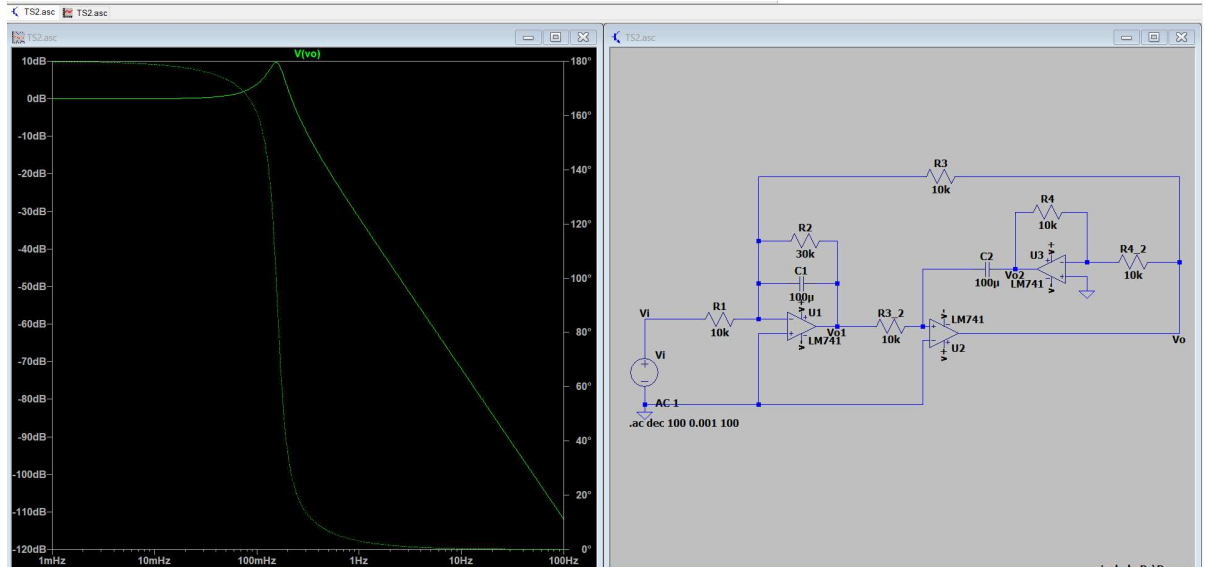 TS2.asc TS2.asc
TS2.asc
V(vo)
10dB
0dB
-10dB
-20dB
-30dB
-40dB
-50dB
-60dB
-70dB
-80dB
-90dB
-100dB
-110dB
-120dB
180°
160°
140°
120°
100°
80°
60°
40°
20°
0°
1mHz 10mHz 100mHz 1Hz 10Hz 100Hz
TS2.asc
R3
10k
R4
10k
R2
30k
C2
100µ
Vo2
U3
V+
LM741
V-
R4_2
10k
C1
100µ
V+
U1
LM741
V-
Vo1
Vi
R1
10k
R3_2
10k
V-
LM741
U2
V+
Vo
Vi
AC 1
.ac dec 100 0.001 100